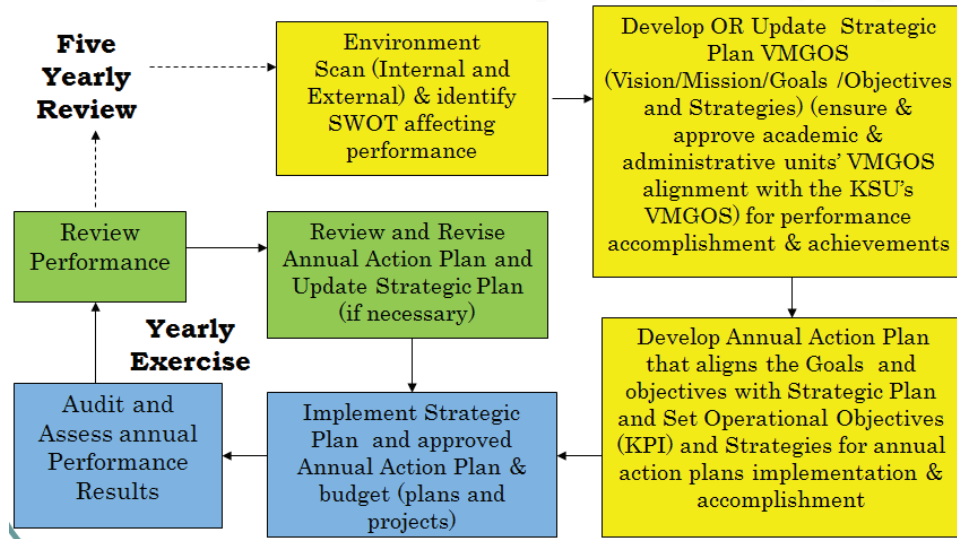 Five
Yearly
Review
Environment
Scan (Internal and
External) & identify
SWOT affecting
performance
Develop OR Update Strategic
Plan VMGOS
(Vision/Mission/Goals /Objectives
and Strategies) (ensure &
approve academic &
administrative units' VMGOS
alignment with the KSU's
VMGOS) for performance
accomplishment & achievements
Review
Performance
Review and Revise
Annual Action Plan and
Update Strategic Plan
(if necessary)
Yearly
Exercise
Develop Annual Action Plan
that aligns the Goals and
objectives with Strategic Plan
and Set Operational Objectives
(KPI) and Strategies for annual
action plans implementation &
accomplishment
Audit and
Assess annual
Performance
Results
Implement Strategic
Plan and approved
Annual Action Plan &
budget (plans and
projects)